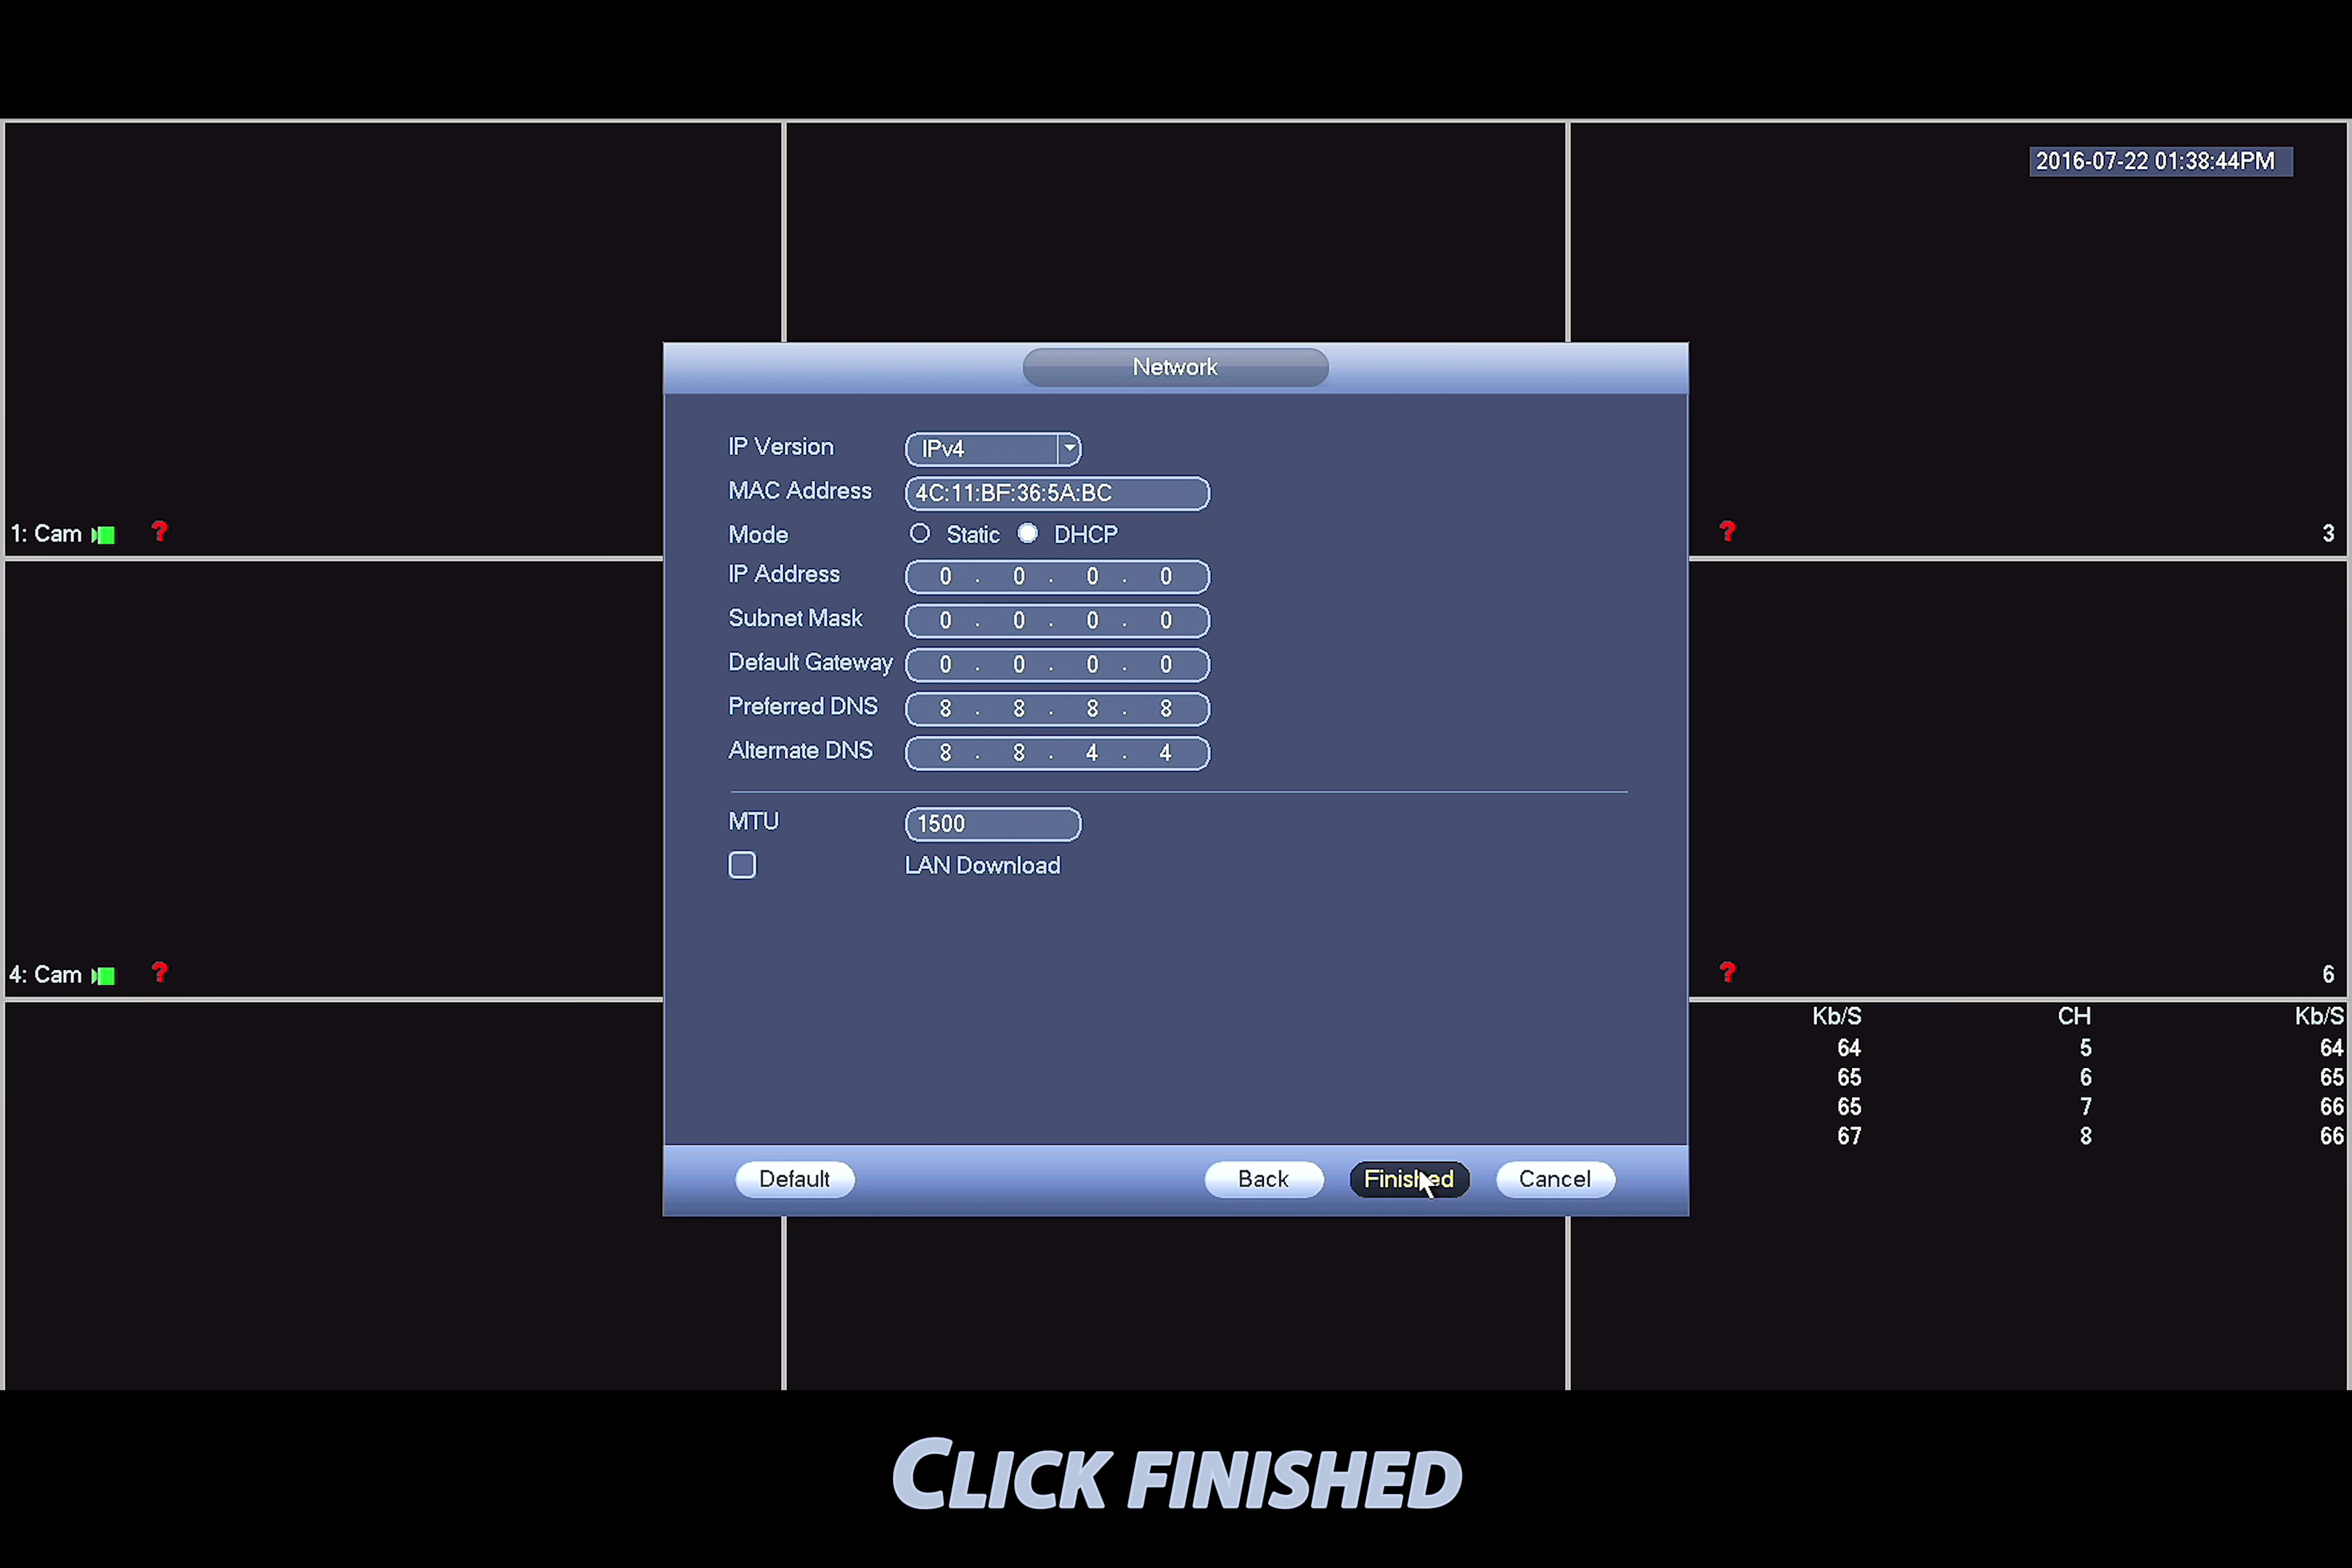 2016-07-22 01:38:44PM
Network
IP Version IPv4
MAC Address 4C:11:BF:36:5A:BC
Mode Static DHCP
IP Address 0 . 0 . 0 . 0
Subnet Mask 0 . 0 . 0 . 0
Default Gateway 0 . 0 . 0 . 0
Preferred DNS 8 . 8 . 8 . 8
Alternate DNS 8 . 8 . 4 . 4
MTU 1500
LAN Download
Default Back Finished Cancel
1: Cam ? ? 3
4: Cam ? ? 6
Kb/S CH Kb/S
64 5 64
65 6 65
65 7 66
67 8 66
CLICK FINISHED